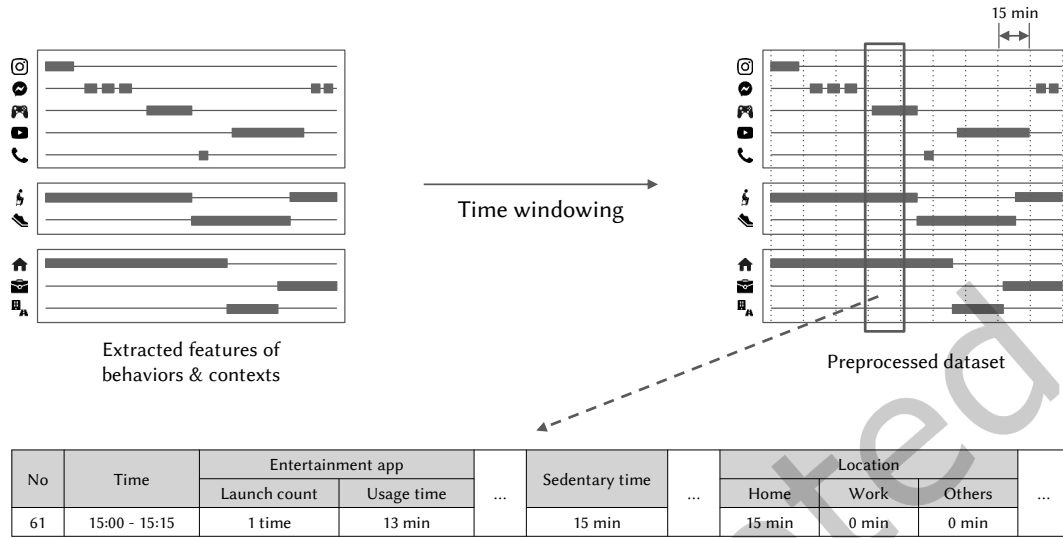 15 min
Time windowing
Extracted features of
behaviors & contexts
Preprocessed dataset
No Time Entertainment app ... Sedentary time ... Location ...
Launch count Usage time Home Work Others
61 15:00 - 15:15 1 time 13 min 15 min 15 min 0 min 0 min